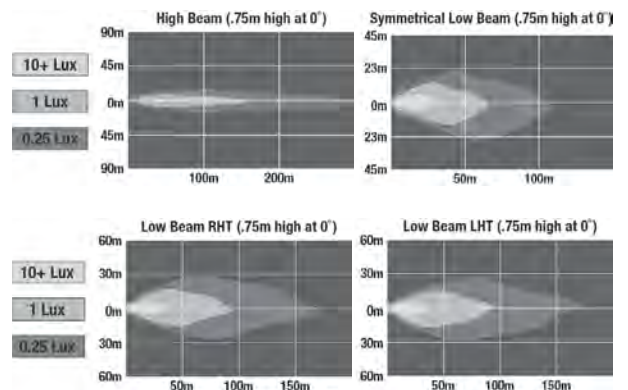 High Beam (.75m high at 0°)
90m
45m
0m
45m
90m
100m
200m
10+ Lux
1 Lux
0.25 Lux
Symmetrical Low Beam (.75m high at 0°)
45m
23m
0m
23m
45m
50m
100m
Low Beam RHT (.75m high at 0°)
60m
30m
0m
30m
60m
50m
100m
150m
10+ Lux
1 Lux
0.25 Lux
Low Beam LHT (.75m high at 0°)
60m
30m
0m
30m
60m
50m
100m
150m